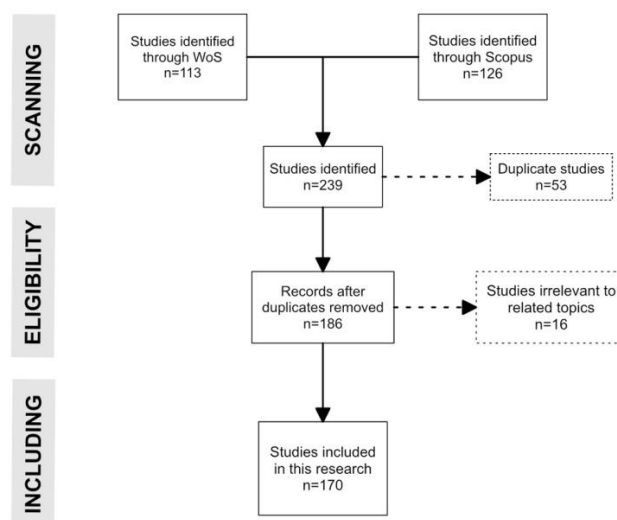 SCANNING
Studies identified
through WoS
n=113
Studies identified
through Scopus
n=126
Studies identified
n=239
Duplicate studies
n=53
ELIGIBILITY
Records after
duplicates removed
n=186
Studies irrelevant to
related topics
n=16
INCLUDING
Studies included
in this research
n=170